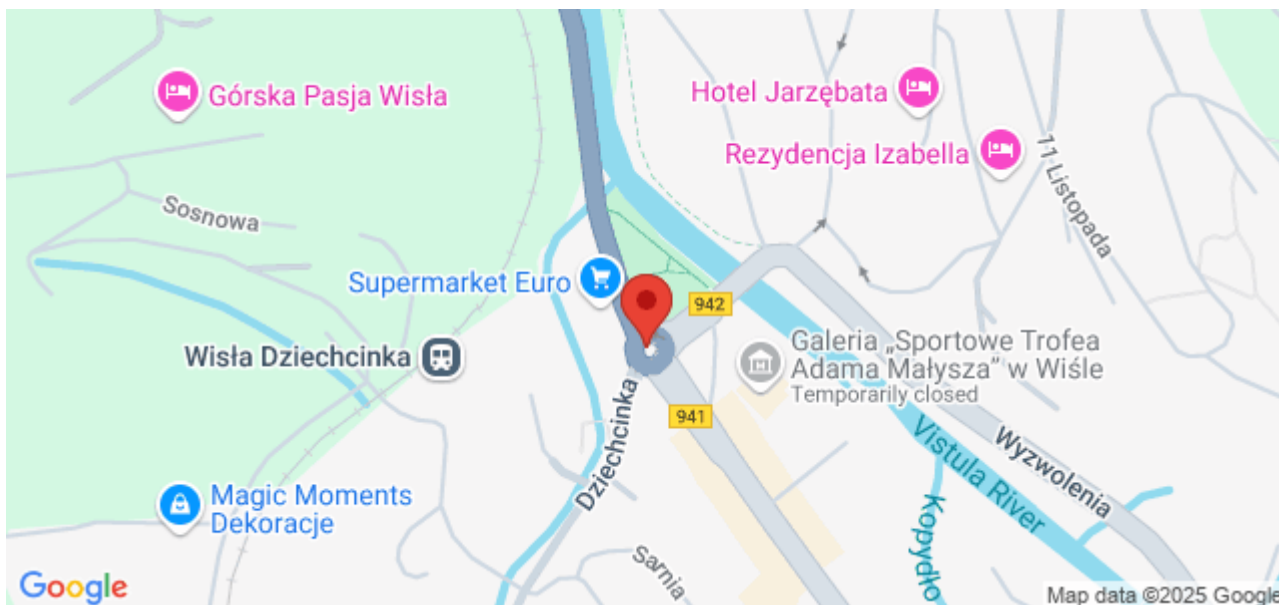 Górska Pasja Wisła
Hotel Jarzębata
Rezydencja Izabella
11 Listopada
Sosnowa
Supermarket Euro
942
Wisła Dziechcinka
Galeria „Sportowe Trofea
Adama Małysza” w Wiśle
Temporarily closed
941
Dziechcinka
Vistula River
Wyzwolenia
Magic Moments
Dekoracje
Kopydło
Sarnia
Google
Map data ©2025 Google